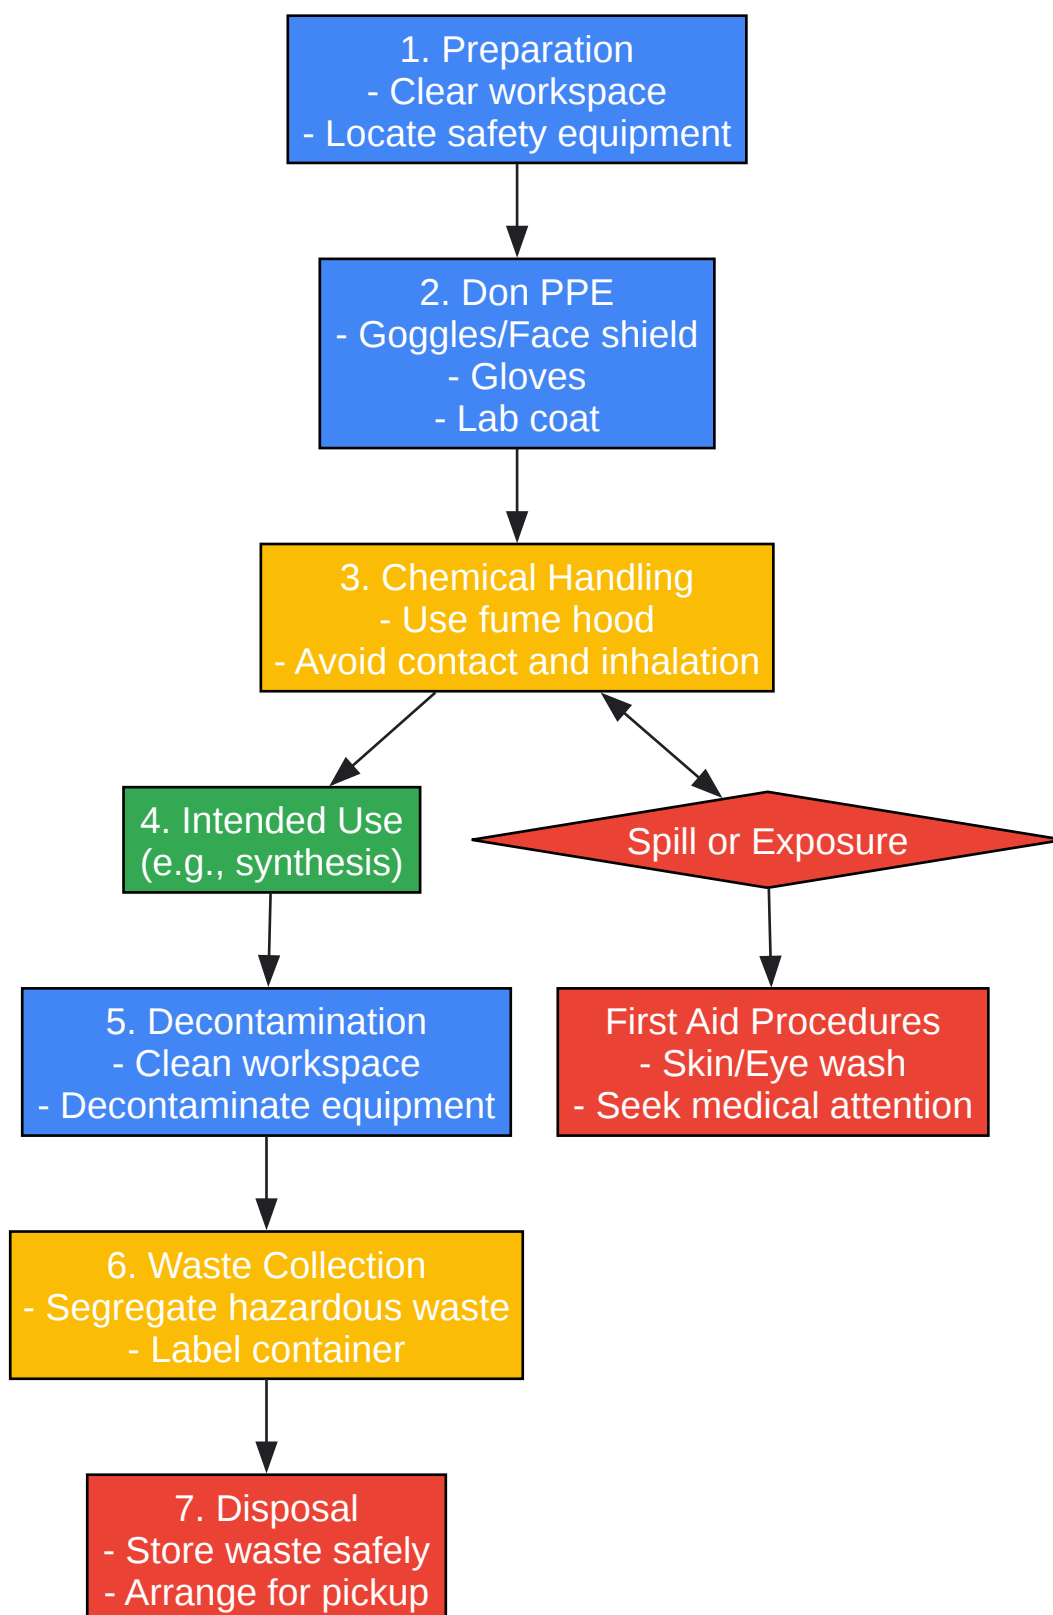 1. Preparation
- Clear workspace
- Locate safety equipment
2. Don PPE
- Goggles/Face shield
- Gloves
- Lab coat
3. Chemical Handling
- Use fume hood
- Avoid contact and inhalation
4. Intended Use
(e.g., synthesis)
Spill or Exposure
5. Decontamination
- Clean workspace
- Decontaminate equipment
First Aid Procedures
- Skin/Eye wash
- Seek medical attention
6. Waste Collection
- Segregate hazardous waste
- Label container
7. Disposal
- Store waste safely
- Arrange for pickup